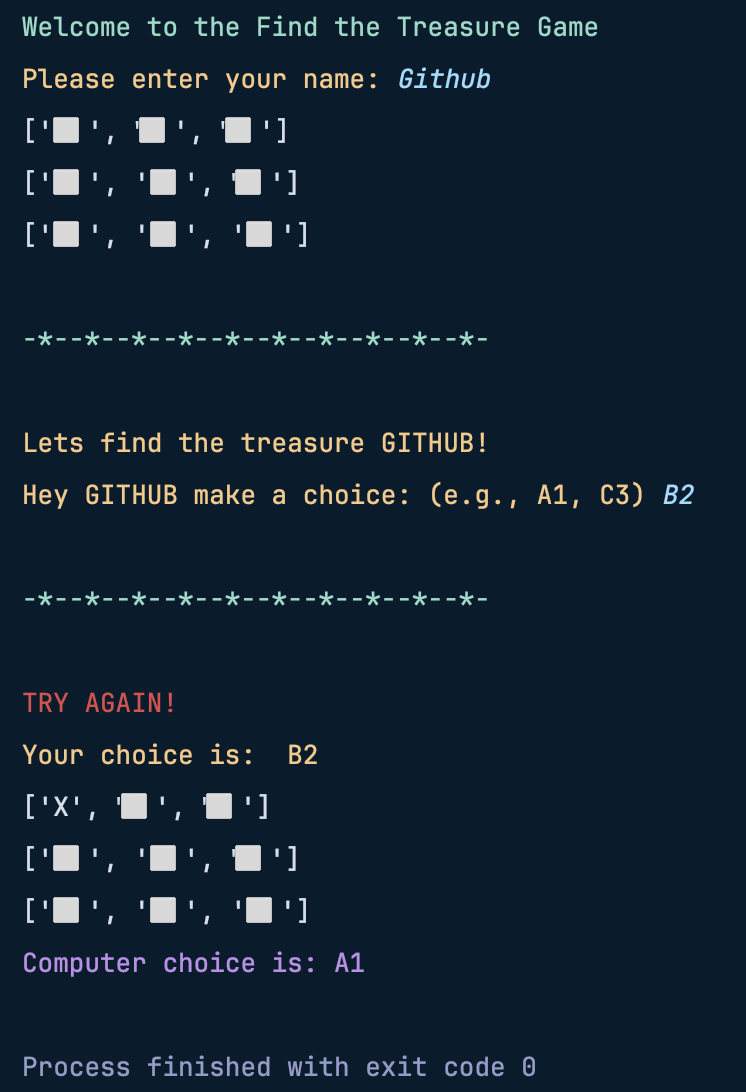 Welcome to the Find the Treasure Game
Please enter your name: Github
['⬜ ', '⬜ ', '⬜ ']
['⬜ ', '⬜ ', '⬜ ']
['⬜ ', '⬜ ', '⬜ ']
-*--*--*--*--*--*--*--*--*--*-
Lets find the treasure GITHUB!
Hey GITHUB make a choice: (e.g., A1, C3) B2
-*--*--*--*--*--*--*--*--*--*-
TRY AGAIN!
Your choice is:  B2
['X', '⬜ ', '⬜ ']
['⬜ ', '⬜ ', '⬜ ']
['⬜ ', '⬜ ', '⬜ ']
Computer choice is: A1
Process finished with exit code 0